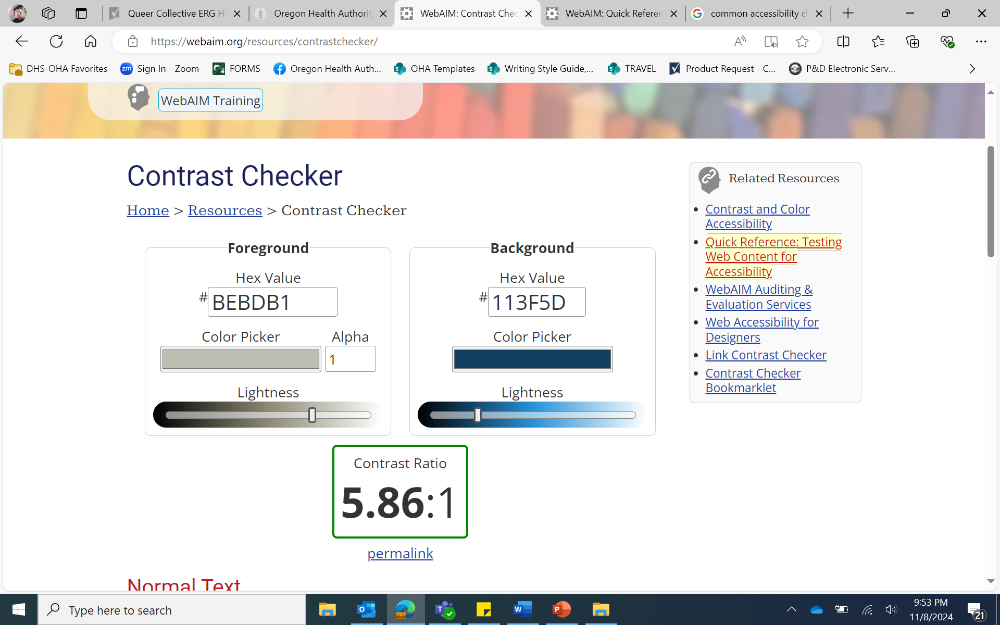 Queer Collective ERG Hi
Oregon Health Authorit
WebAIM: Contrast Chec
WebAIM: Quick Referen
common accessibility ch
https://webaim.org/resources/contrastchecker/
DHS-OHA Favorites
zm Sign In - Zoom
FORMS
Oregon Health Auth...
OHA Templates
Writing Style Guide,...
TRAVEL
Product Request - C...
P&D Electronic Serv...
WebAIM Training
Contrast Checker
Home > Resources > Contrast Checker
Foreground
Hex Value
# BEBDB1
Color Picker Alpha
1
Lightness
Background
Hex Value
# 113F5D
Color Picker
Lightness
Contrast Ratio
5.86:1
permalink
Normal Text
Related Resources
Contrast and Color
Accessibility
Quick Reference: Testing
Web Content for
Accessibility
WebAIM Auditing &
Evaluation Services
Web Accessibility for
Designers
Link Contrast Checker
Contrast Checker
Bookmarklet
Type here to search
9:53 PM
11/8/2024
21